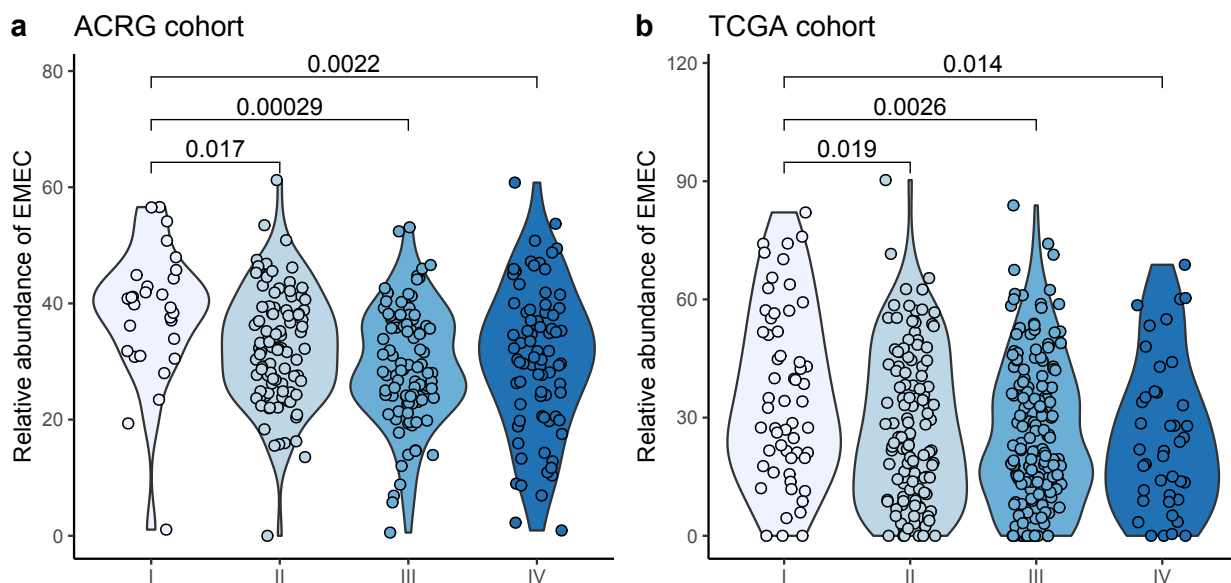 a ACRG cohort
Relative abundance of EMEC
80
60
40
20
0
0.0022
0.00029
0.017
I II III IV
b TCGA cohort
Relative abundance of EMEC
120
90
60
30
0
0.014
0.0026
0.019
I II III IV